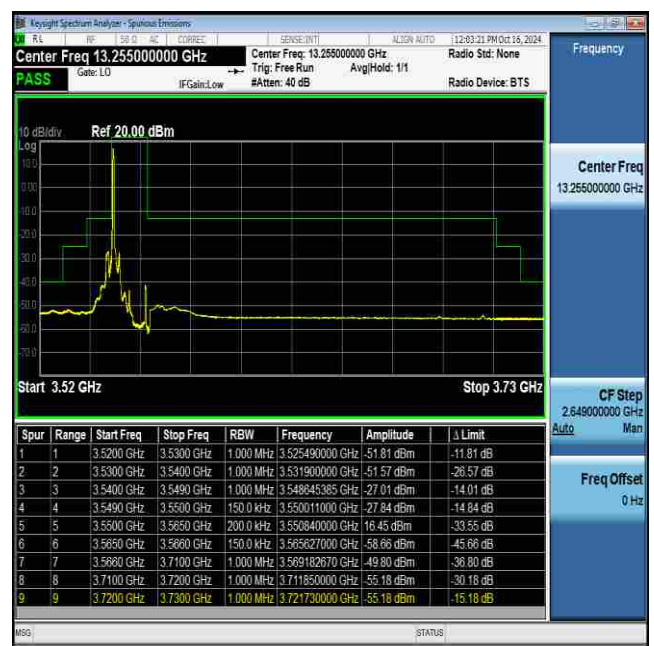 Keysight Spectrum Analyzer - Spurious Emissions
RL RF 50 Ω AC CORREC SENSE:INT ALIGN AUTO 12:03:21 PM Oct 16, 2024
Center Freq 13.255000000 GHz Center Freq: 13.255000000 GHz Radio Std: None
Trig: Free Run Avg|Hold: 1/1
PASS Gate: LO IFGain:Low #Atten: 40 dB Radio Device: BTS
Frequency
10 dB/div Ref 20.00 dBm
Log
10.0
0.00
-10.0
-20.0
-30.0
-40.0
-50.0
-60.0
-70.0
Start 3.52 GHz Stop 3.73 GHz
Center Freq
13.255000000 GHz
CF Step
2.649000000 GHz
Auto Man
Freq Offset
0 Hz
Spur Range Start Freq Stop Freq RBW Frequency Amplitude Δ Limit
1 1 3.5200 GHz 3.5300 GHz 1.000 MHz 3.525490000 GHz -51.81 dBm -11.81 dB
2 2 3.5300 GHz 3.5400 GHz 1.000 MHz 3.531900000 GHz -51.57 dBm -26.57 dB
3 3 3.5400 GHz 3.5490 GHz 1.000 MHz 3.548645385 GHz -27.01 dBm -14.01 dB
4 4 3.5490 GHz 3.5500 GHz 150.0 kHz 3.550011000 GHz -27.84 dBm -14.84 dB
5 5 3.5500 GHz 3.5650 GHz 200.0 kHz 3.550840000 GHz 16.45 dBm -33.55 dB
6 6 3.5650 GHz 3.5660 GHz 150.0 kHz 3.565627000 GHz -58.66 dBm -45.66 dB
7 7 3.5660 GHz 3.7100 GHz 1.000 MHz 3.569182670 GHz -49.80 dBm -36.80 dB
8 8 3.7100 GHz 3.7200 GHz 1.000 MHz 3.711850000 GHz -55.18 dBm -30.18 dB
9 9 3.7200 GHz 3.7300 GHz 1.000 MHz 3.721730000 GHz -55.18 dBm -15.18 dB
MSG STATUS